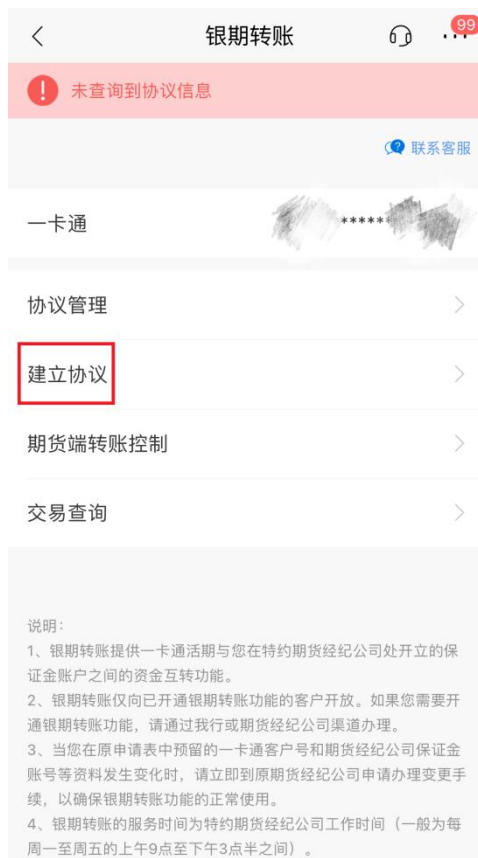 银期转账
99
未查询到协议信息
联系客服
一卡通
*****
协议管理
建立协议
期货端转账控制
交易查询
说明：
1、银期转账提供一卡通活期与您在特约期货经纪公司处开立的保
证金账户之间的资金互转功能。
2、银期转账仅向已开通银期转账功能的客户开放。如果您需要开
通银期转账功能，请通过我行或期货经纪公司渠道办理。
3、当您在原申请表中预留的一卡通客户号和期货经纪公司保证金
账号等资料发生变化时，请立即到原期货经纪公司申请办理变更手
续，以确保银期转账功能的正常使用。
4、银期转账的服务时间为特约期货经纪公司工作时间（一般为每
周一至周五的上午9点至下午3点半之间）。